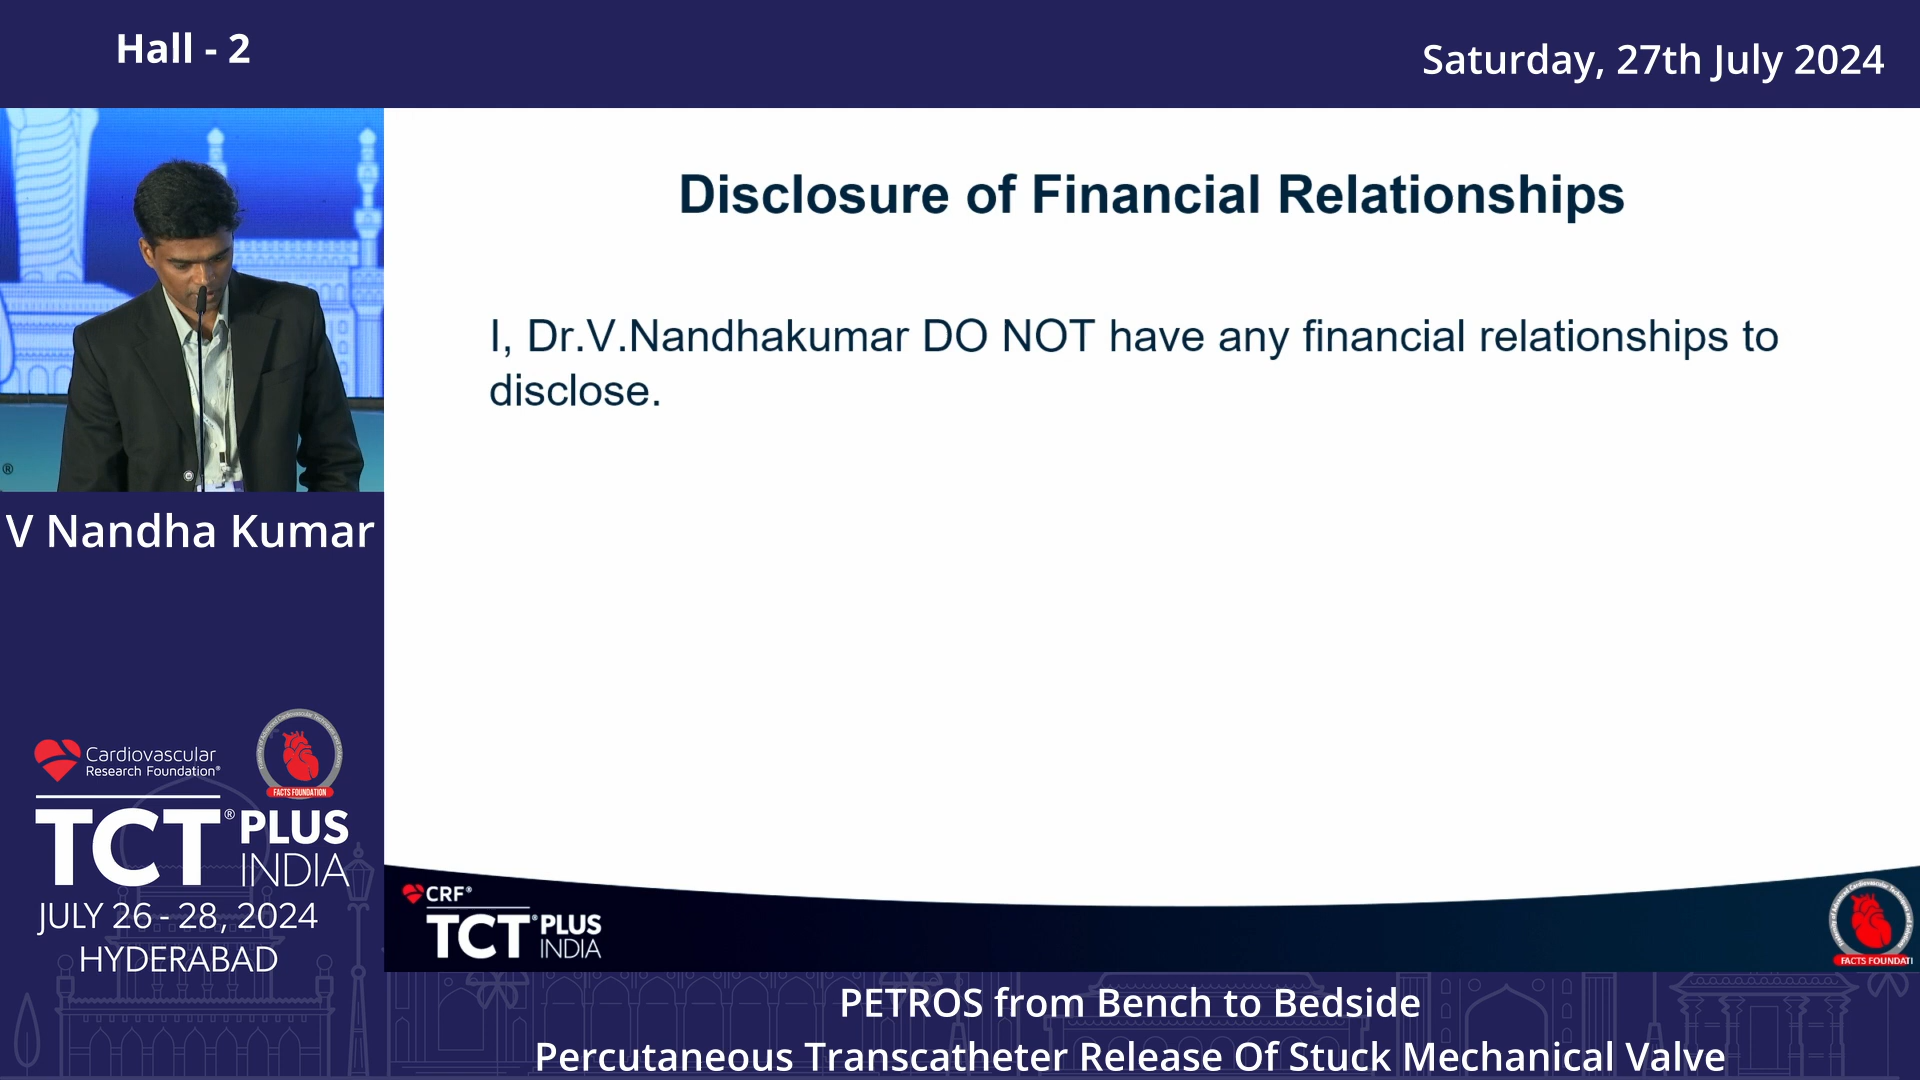 Hall - 2
Saturday, 27th July 2024
Disclosure of Financial Relationships
I, Dr.V.Nandhakumar DO NOT have any financial relationships to
disclose.
®
V Nandha Kumar
Cardiovascular
Research Foundation®
FACTS FOUNDATION
TCT® PLUS
INDIA
JULY 26 - 28, 2024
HYDERABAD
CRF®
TCT® PLUS
INDIA
FACTS FOUNDATI
PETROS from Bench to Bedside
Percutaneous Transcatheter Release Of Stuck Mechanical Valve